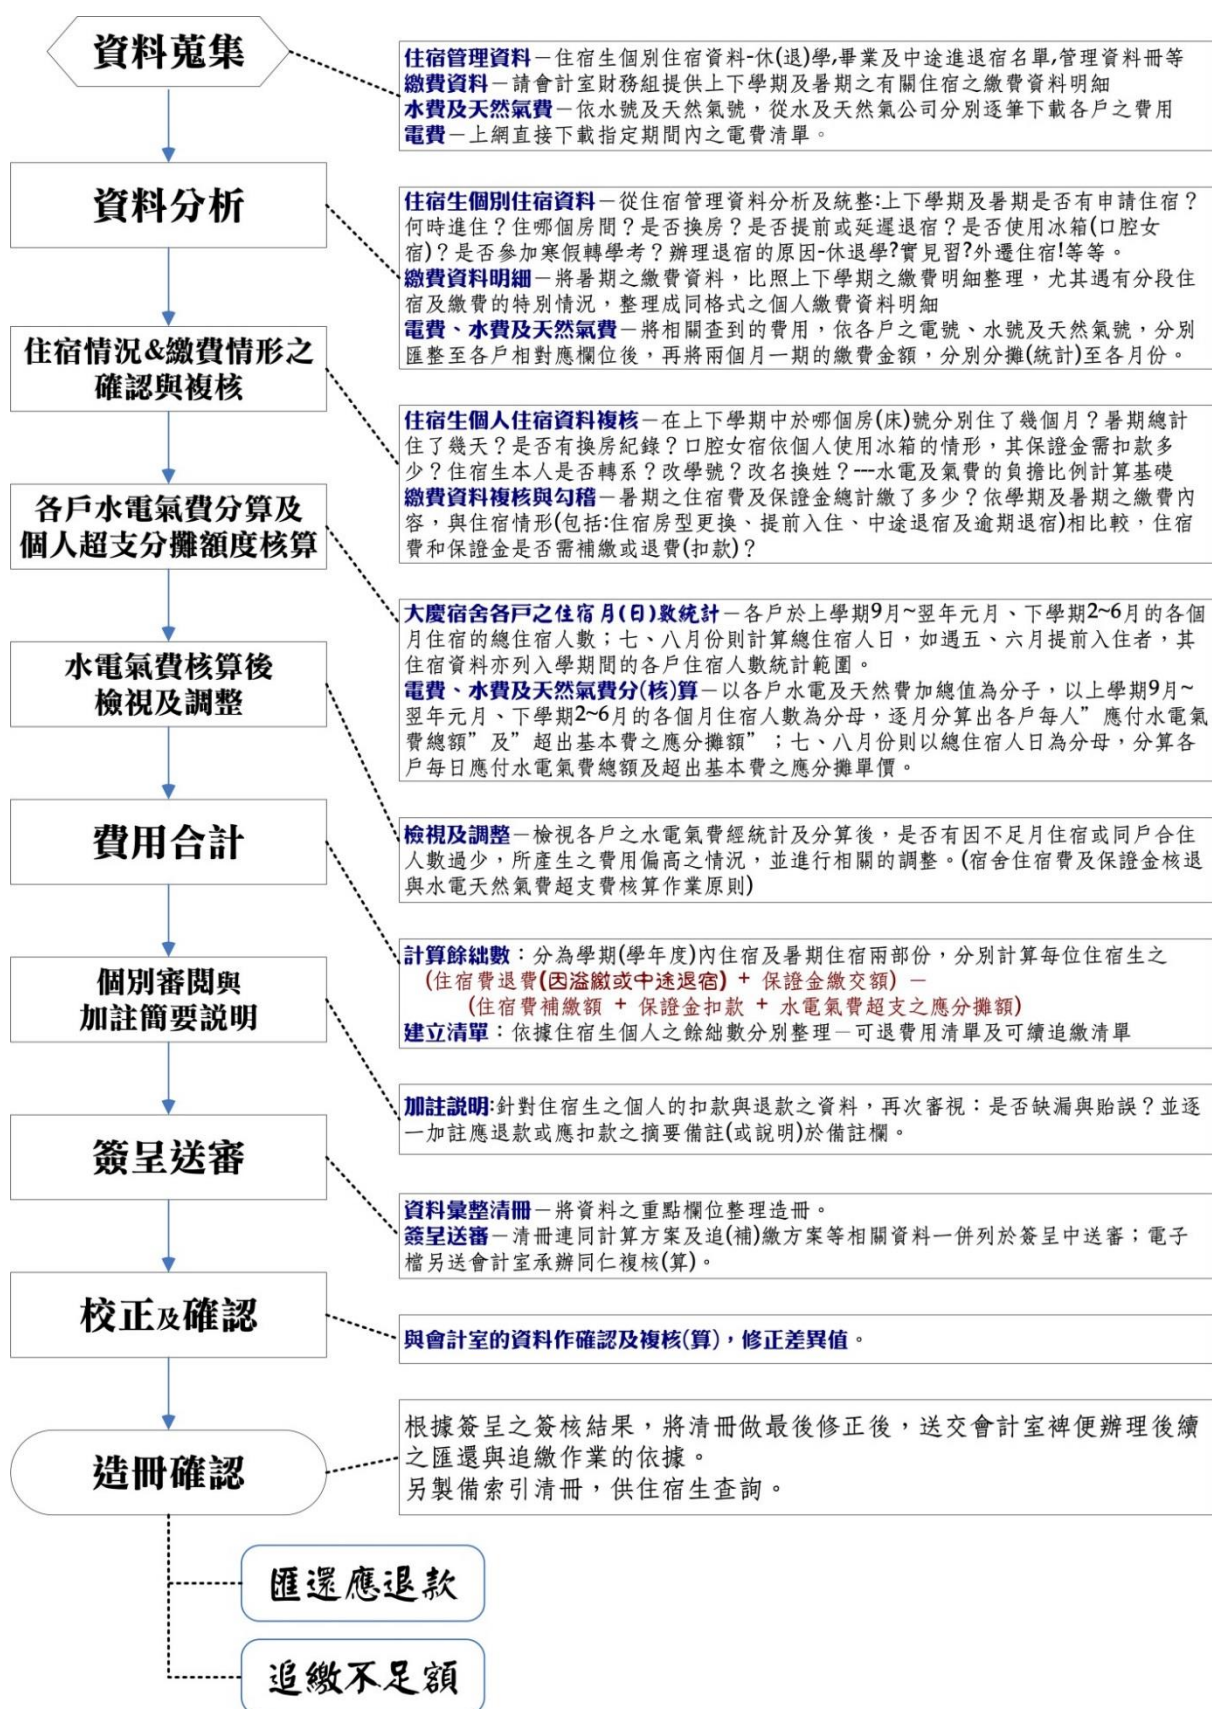 資料蒐集
住宿管理資料－住宿生個別住宿資料-休(退)學,畢業及中途進退宿名單,管理資料冊等
繳費資料－請會計室財務組提供上下學期及暑期之有關住宿之繳費資料明細
水費及天然氣費－依水號及天然氣號，從水及天然氣公司分別逐筆下載各戶之費用
電費－上網直接下載指定期間內之電費清單。
資料分析
住宿生個別住宿資料－從住宿管理資料分析及統整:上下學期及暑期是否有申請住宿？
何時進住？住哪個房間？是否換房？是否提前或延遲退宿？是否使用冰箱(口腔女
宿)？是否參加寒假轉學考？辦理退宿的原因-休退學?實見習?外遷住宿!等等。
繳費資料明細－將暑期之繳費資料，比照上下學期之繳費明細整理，尤其遇有分段住
宿及繳費的特別情況，整理成同格式之個人繳費資料明細
電費、水費及天然氣費－將相關查到的費用，依各戶之電號、水號及天然氣號，分別
匯整至各戶相對應欄位後，再將兩個月一期的繳費金額，分別分攤(統計)至各月份。
住宿情況&繳費情形之
確認與複核
住宿生個人住宿資料複核－在上下學期中於哪個房(床)號分別住了幾個月？暑期總計
住了幾天？是否有換房紀錄？口腔女宿依個人使用冰箱的情形，其保證金需扣款多
少？住宿生本人是否轉系？改學號？改名換姓？---水電及氣費的負擔比例計算基礎
繳費資料複核與勾稽－暑期之住宿費及保證金總計繳了多少？依學期及暑期之繳費內
容，與住宿情形(包括:住宿房型更換、提前入住、中途退宿及逾期退宿)相比較，住宿
費和保證金是否需補繳或退費(扣款)？
各戶水電氣費分算及
個人超支分攤額度核算
大慶宿舍各戶之住宿月(日)數統計－各戶於上學期9月~翌年元月、下學期2~6月的各個
月住宿的總住宿人數；七、八月份則計算總住宿人日，如遇五、六月提前入住者，其
住宿資料亦列入學期間的各戶住宿人數統計範圍。
電費、水費及天然氣費分(核)算－以各戶水電及天然費加總值為分子，以上學期9月~
翌年元月、下學期2~6月的各個月住宿人數為分母，逐月分算出各戶每人”應付水電氣
費總額”及”超出基本費之應分攤額”；七、八月份則以總住宿人日為分母，分算各
戶每日應付水電氣費總額及超出基本費之應分攤單價。
水電氣費核算後
檢視及調整
檢視及調整－檢視各戶之水電氣費經統計及分算後，是否有因不足月住宿或同戶合住
人數過少，所產生之費用偏高之情況，並進行相關的調整。(宿舍住宿費及保證金核退
與水電天然氣費超支費核算作業原則)
費用合計
計算餘絀數：分為學期(學年度)內住宿及暑期住宿兩部份，分別計算每位住宿生之
(住宿費退費(因溢繳或中途退宿) + 保證金繳交額) －
(住宿費補繳額 + 保證金扣款 + 水電氣費超支之應分攤額)
建立清單：依據住宿生個人之餘絀數分別整理－可退費用清單及可續追繳清單
個別審閱與
加註簡要說明
加註說明:針對住宿生之個人的扣款與退款之資料，再次審視：是否缺漏與貽誤？並逐
一加註應退款或應扣款之摘要備註(或說明)於備註欄。
簽呈送審
資料彙整清冊－將資料之重點欄位整理造冊。
簽呈送審－清冊連同計算方案及追(補)繳方案等相關資料一併列於簽呈中送審；電子
檔另送會計室承辦同仁複核(算)。
校正及確認
與會計室的資料作確認及複核(算)，修正差異值。
造冊確認
根據簽呈之簽核結果，將清冊做最後修正後，送交會計室裨便辦理後續
之匯還與追繳作業的依據。
另製備索引清冊，供住宿生查詢。
匯還應退款
追繳不足額